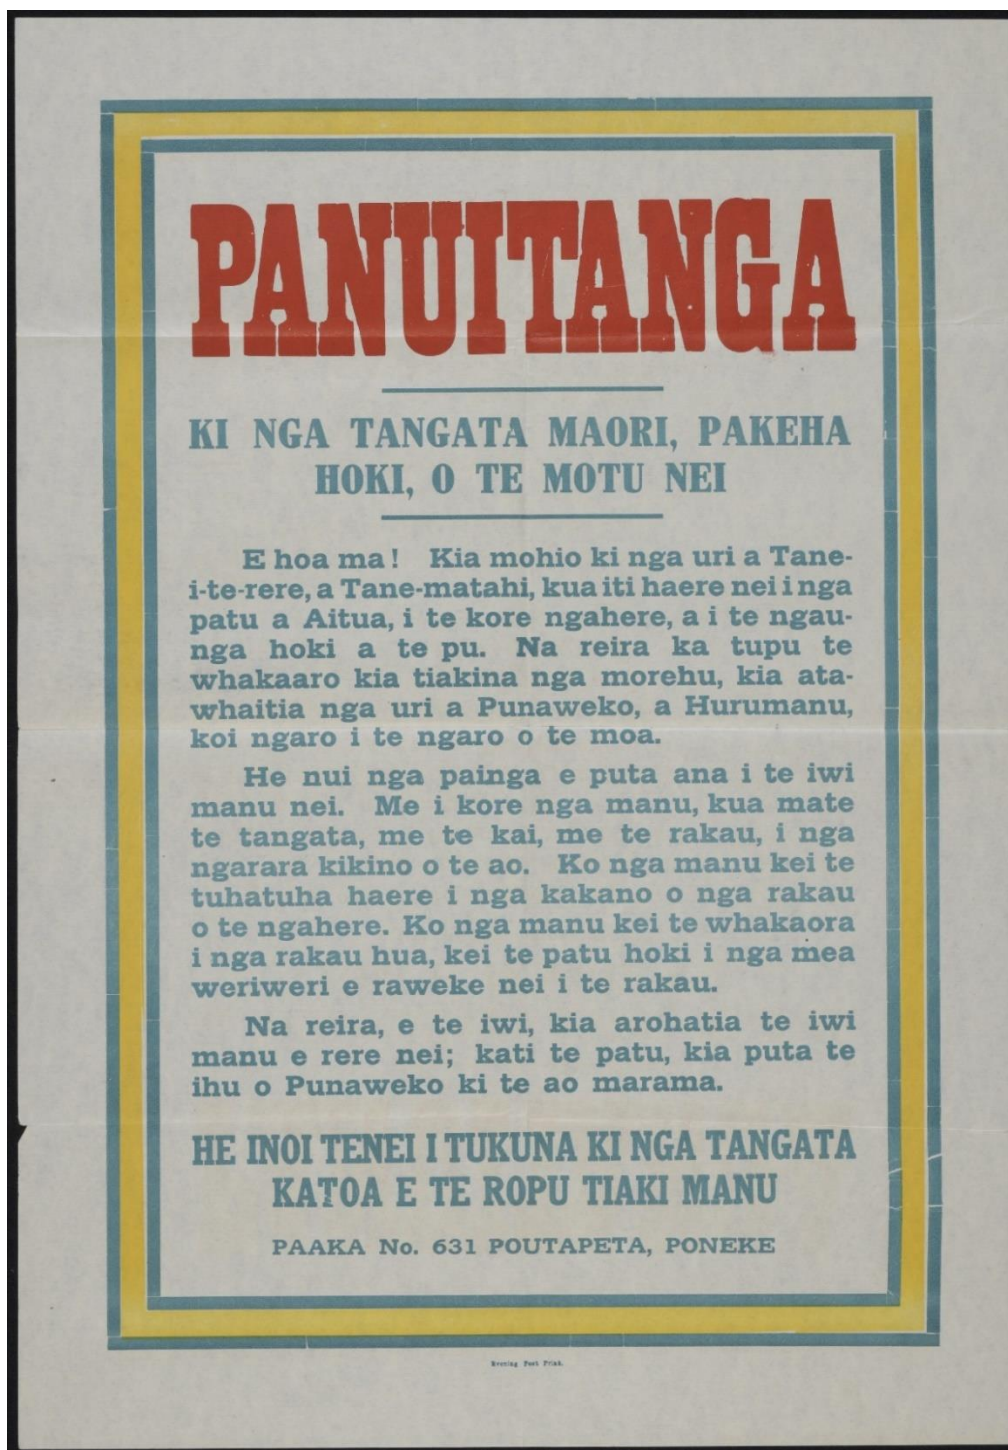 PANUITANGA
KI NGA TANGATA MAORI, PAKEHA
HOKI, O TE MOTU NEI
E hoa ma! Kia mohio ki nga uri a Tane-
i-te-rere, a Tane-matahi, kua iti haere nei i nga
patu a Aitua, i te kore ngahere, a i te ngau-
nga hoki a te pu. Na reira ka tupu te
whakaaro kia tiakina nga morehu, kia ata-
whaitia nga uri a Punaweko, a Hurumanu,
koi ngaro i te ngaro o te moa.
He nui nga painga e puta ana i te iwi
manu nei. Me i kore nga manu, kua mate
te tangata, me te kai, me te rakau, i nga
ngarara kikino o te ao. Ko nga manu kei te
tuhatuha haere i nga kakano o nga rakau
o te ngahere. Ko nga manu kei te whakaora
i nga rakau hua, kei te patu hoki i nga mea
weriweri e raweke nei i te rakau.
Na reira, e te iwi, kia arohatia te iwi
manu e rere nei; kati te patu, kia puta te
ihu o Punaweko ki te ao marama.
HE INOI TENEI I TUKUNA KI NGA TANGATA
KATOA E TE ROPU TIAKI MANU
PAAKA No. 631 POUTAPETA, PONEKE
Evening Post Print.